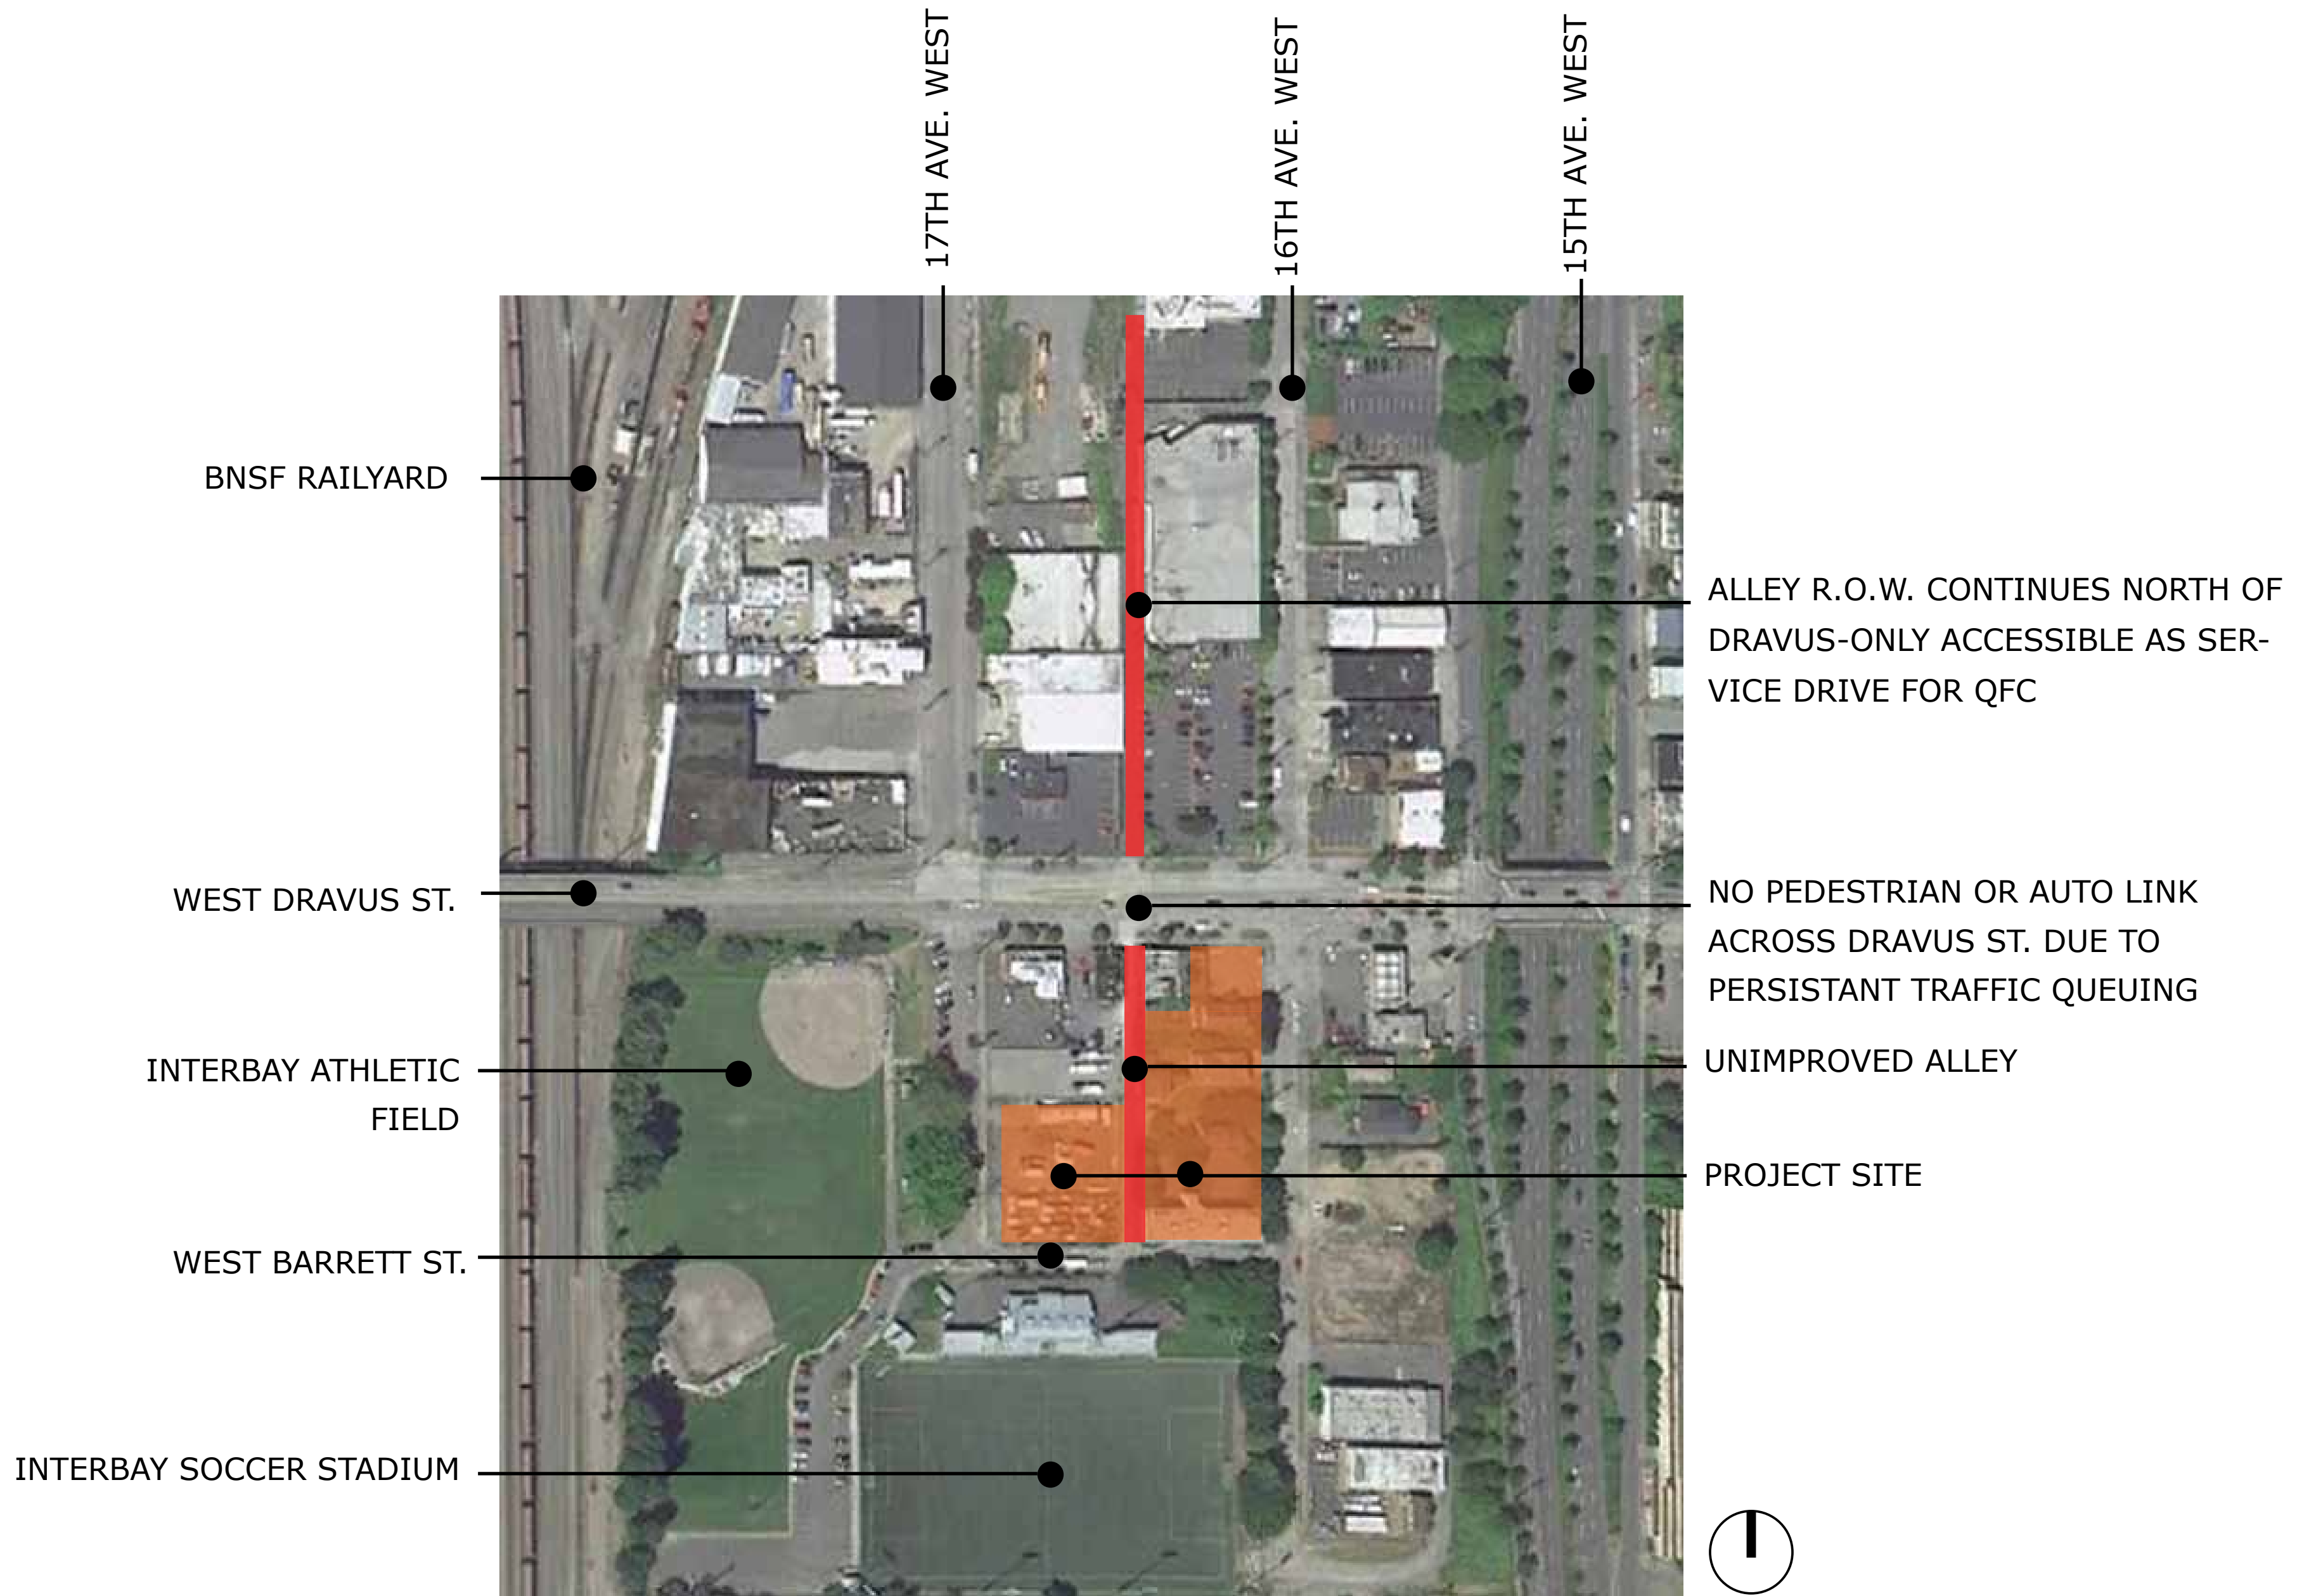 17TH AVE. WEST
16TH AVE. WEST
15TH AVE. WEST
BNSF RAILYARD
WEST DRAVUS ST.
INTERBAY ATHLETIC
FIELD
WEST BARRETT ST.
INTERBAY SOCCER STADIUM
ALLEY R.O.W. CONTINUES NORTH OF
DRAVUS-ONLY ACCESSIBLE AS SER-
VICE DRIVE FOR QFC
NO PEDESTRIAN OR AUTO LINK
ACROSS DRAVUS ST. DUE TO
PERSISTANT TRAFFIC QUEUING
UNIMPROVED ALLEY
PROJECT SITE